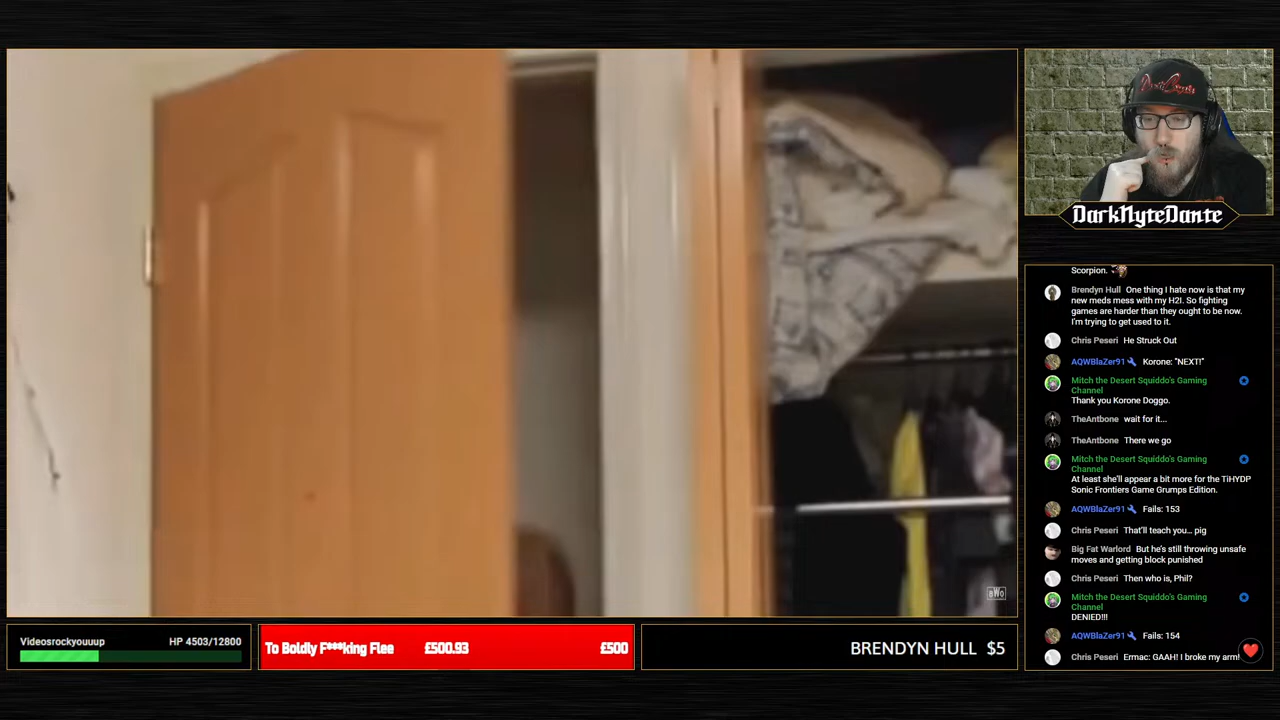 DarkNyteDante
Scorpion.
Brendyn Hull One thing I hate now is that my
new meds mess with my H2I. So fighting
games are harder than they ought to be now.
I'm trying to get used to it.
Chris Peseri He Struck Out
AQWBlaZer91 Korone: "NEXT!"
Mitch the Desert Squiddo's Gaming
Channel
Thank you Korone Doggo.
TheAntbone wait for it...
TheAntbone There we go
Mitch the Desert Squiddo's Gaming
Channel
At least she'll appear a bit more for the TiHYDP
Sonic Frontiers Game Grumps Edition.
AQWBlaZer91 Fails: 153
Chris Peseri That'll teach you... pig
Big Fat Warlord But he's still throwing unsafe
moves and getting block punished
Chris Peseri Then who is, Phil?
Mitch the Desert Squiddo's Gaming
Channel
DENIED!!!
AQWBlaZer91 Fails: 154
Chris Peseri Ermac: GAAH! I broke my arm!
Videosrockyouuup HP 4503/12800
To Boldly F***king Flee £500.93 £500
BRENDYN HULL $5